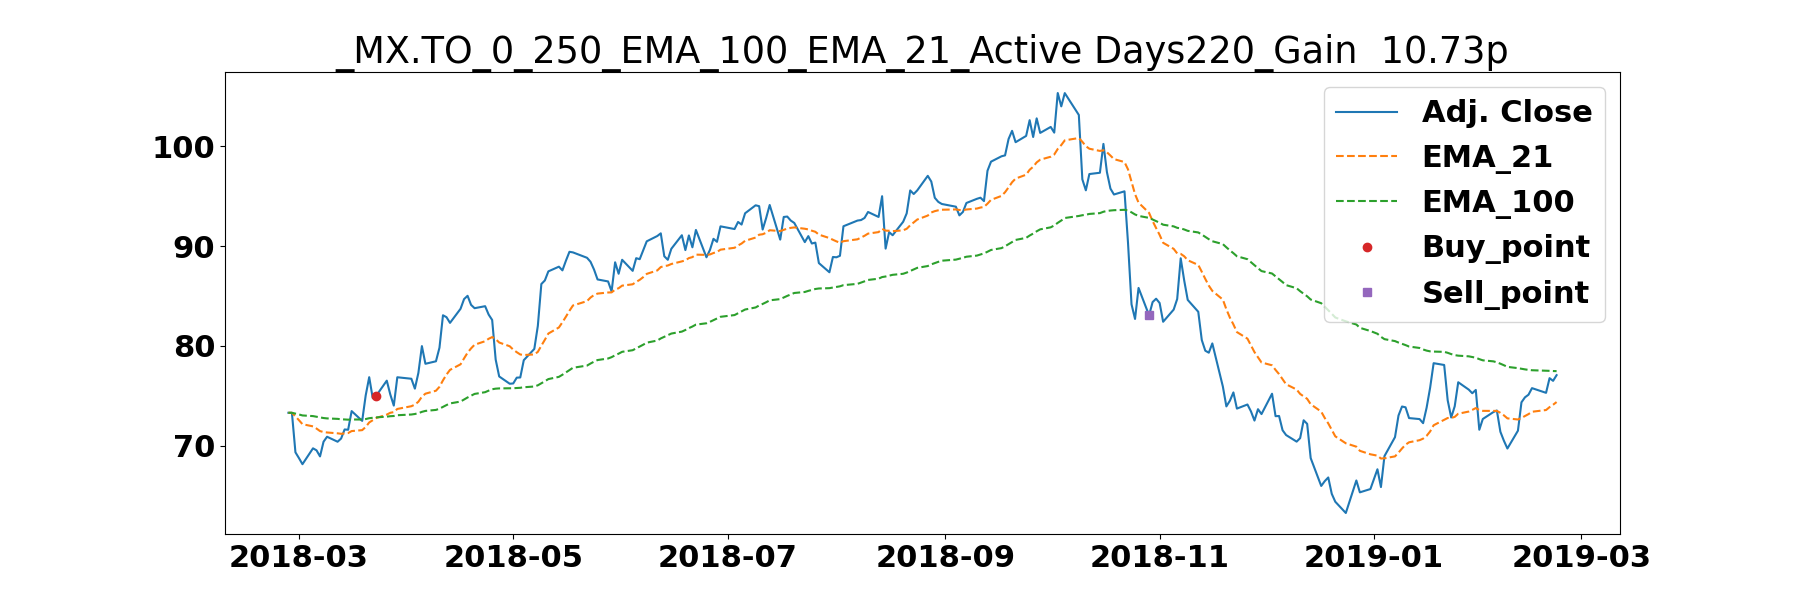 _MX.TO_0_250_EMA_100_EMA_21_Active Days220_Gain  10.73p
100
90
80
70
Adj. Close
EMA_21
EMA_100
Buy_point
Sell_point
2018-03 2018-05 2018-07 2018-09 2018-11 2019-01 2019-03